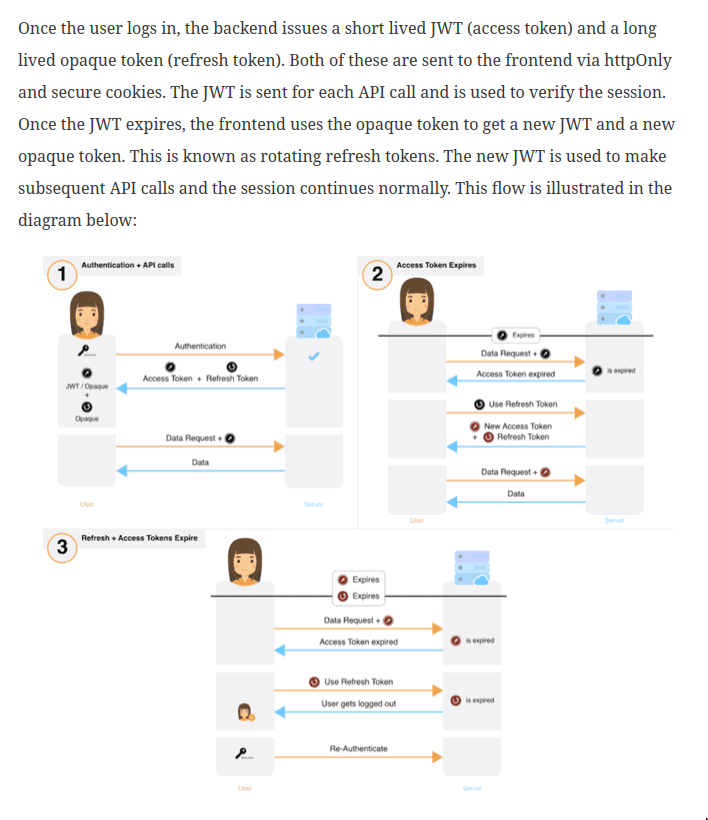 Once the user logs in, the backend issues a short lived JWT (access token) and a long
lived opaque token (refresh token). Both of these are sent to the frontend via httpOnly
and secure cookies. The JWT is sent for each API call and is used to verify the session.
Once the JWT expires, the frontend uses the opaque token to get a new JWT and a new
opaque token. This is known as rotating refresh tokens. The new JWT is used to make
subsequent API calls and the session continues normally. This flow is illustrated in the
diagram below:
1
Authentication + API calls
Authentication
Access Token + Refresh Token
JWT / Opaque
+
Opaque
Data Request +
Data
User
Server
2
Access Token Expires
Expires
Data Request +
Access Token expired
is expired
Use Refresh Token
New Access Token
+ Refresh Token
Data Request +
Data
User
Server
3
Refresh + Access Tokens Expire
Expires
Expires
Data Request +
Access Token expired
is expired
Use Refresh Token
User gets logged out
is expired
Re-Authenticate
User
Server